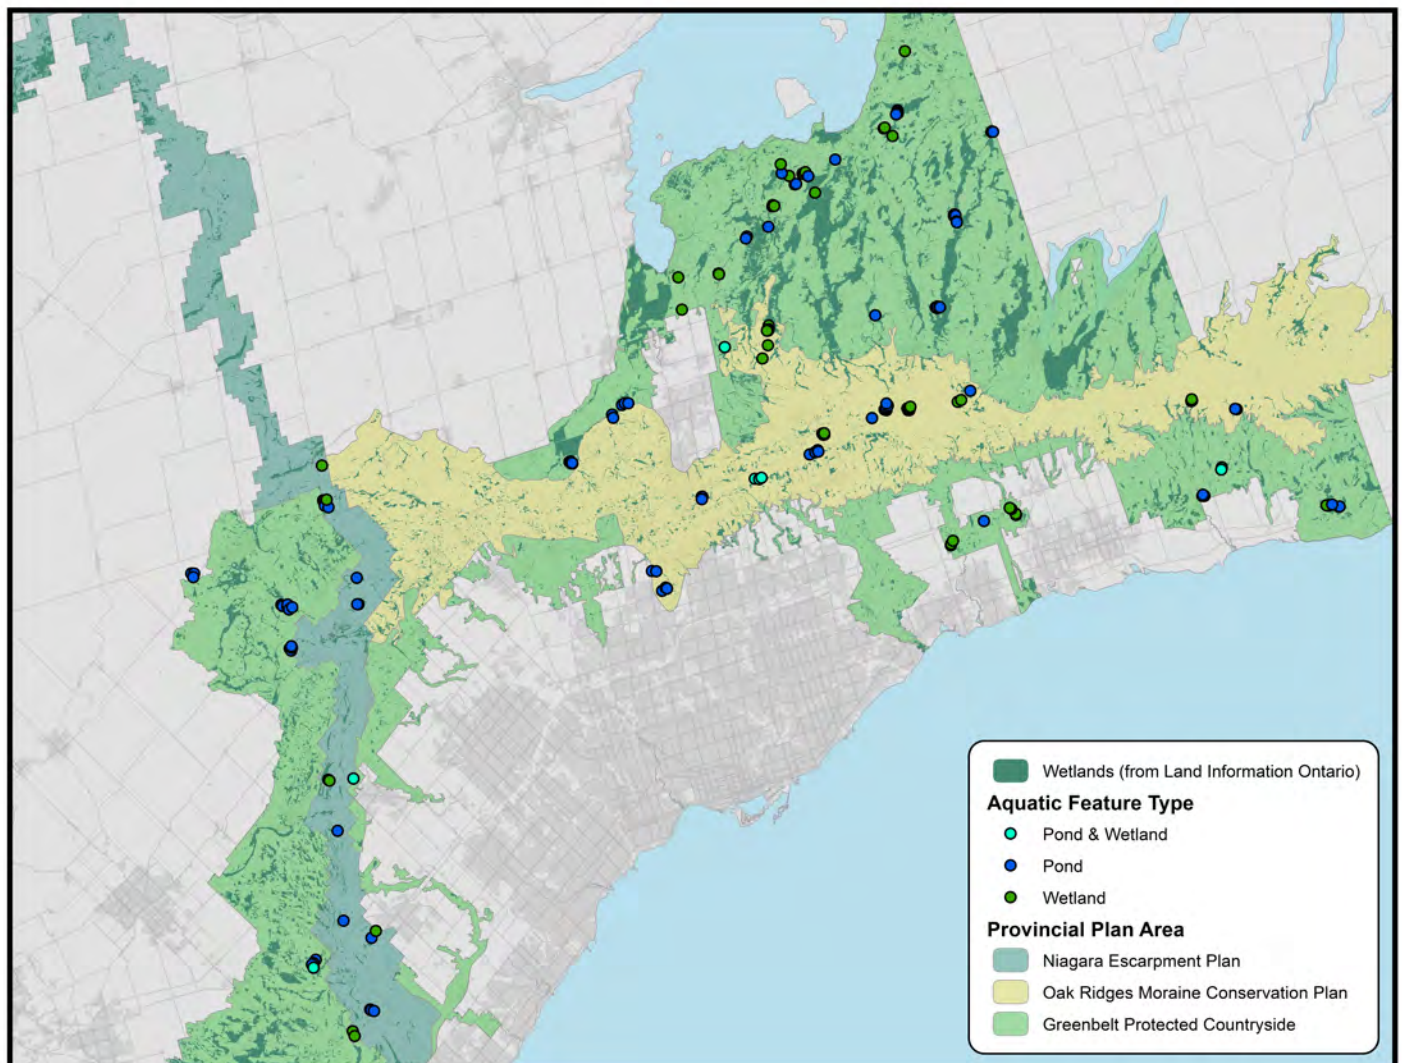 Wetlands (from Land Information Ontario)
Aquatic Feature Type
Pond & Wetland
Pond
Wetland
Provincial Plan Area
Niagara Escarpment Plan
Oak Ridges Moraine Conservation Plan
Greenbelt Protected Countryside